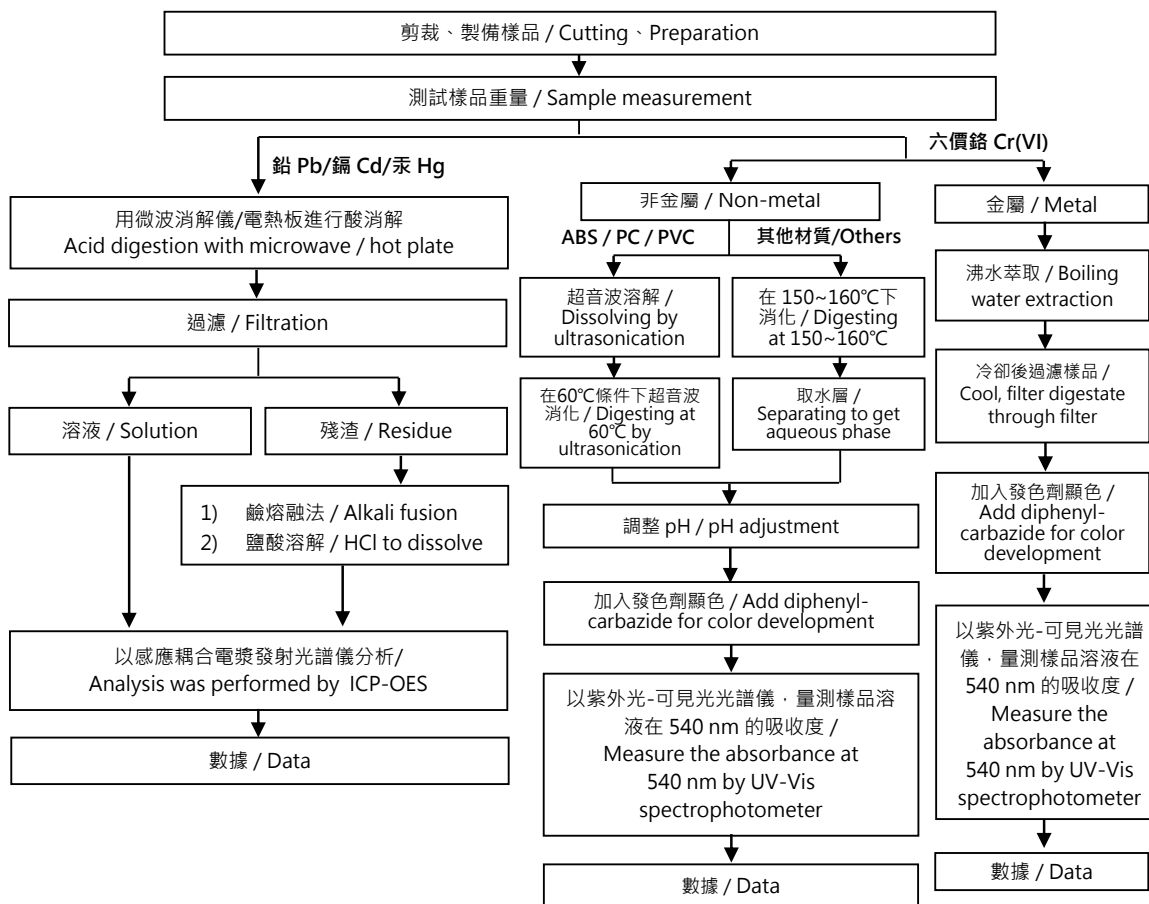 剪裁、製備樣品 / Cutting、Preparation
測試樣品重量 / Sample measurement
鉛 Pb/鎘 Cd/汞 Hg
六價鉻 Cr(VI)
用微波消解儀/電熱板進行酸消解
Acid digestion with microwave / hot plate
過濾 / Filtration
溶液 / Solution
殘渣 / Residue
1) 鹼熔融法 / Alkali fusion
2) 鹽酸溶解 / HCl to dissolve
以感應耦合電漿發射光譜儀分析/
Analysis was performed by ICP-OES
數據 / Data
非金屬 / Non-metal
ABS / PC / PVC
其他材質/Others
超音波溶解 /
Dissolving by
ultrasonication
在 150~160℃下
消化 / Digesting
at 150~160℃
在60℃條件下超音波
消化 / Digesting at
60℃ by
ultrasonication
取水層 /
Separating to get
aqueous phase
調整 pH / pH adjustment
加入發色劑顯色 / Add diphenyl-
carbazide for color development
以紫外光-可見光光譜儀，量測樣品溶
液在 540 nm 的吸收度 /
Measure the absorbance at
540 nm by UV-Vis
spectrophotometer
數據 / Data
金屬 / Metal
沸水萃取 / Boiling
water extraction
冷卻後過濾樣品 /
Cool, filter digestate
through filter
加入發色劑顯色 /
Add diphenyl-
carbazide for color
development
以紫外光-可見光光譜
儀，量測樣品溶液在
540 nm 的吸收度 /
Measure the
absorbance at
540 nm by UV-Vis
spectrophotometer
數據 / Data